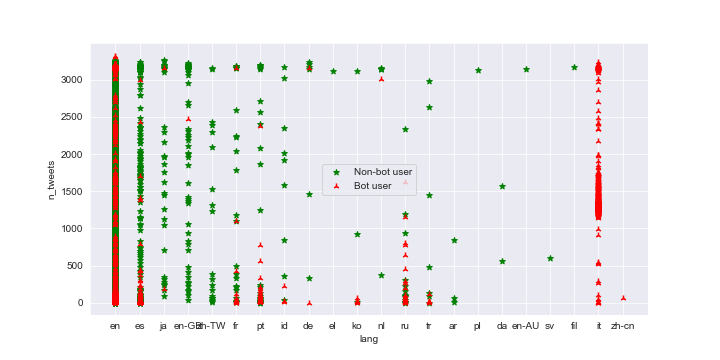 3000
2500
2000
1500
1000
500
0
n_tweets
Non-bot user
Bot user
en es ja en-GB zh-TW fr pt id de el ko nl ru tr ar pl da en-AU sv fil it zh-cn
lang